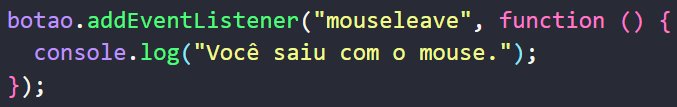 botao.addEventListener("mouseleave", function () {
  console.log("Você saiu com o mouse.");
});